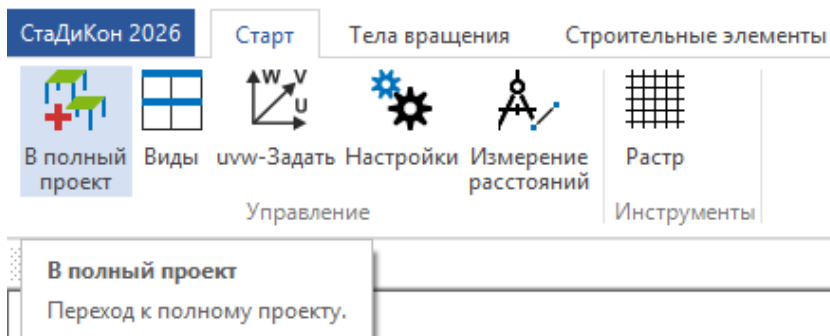 СтаДиКон 2026 Старт Тела вращения Строительные элементы
W V
U
В полный Виды uvw-Задать Настройки Измерение Растр
проект расстояний
Управление Инструменты
В полный проект
Переход к полному проекту.